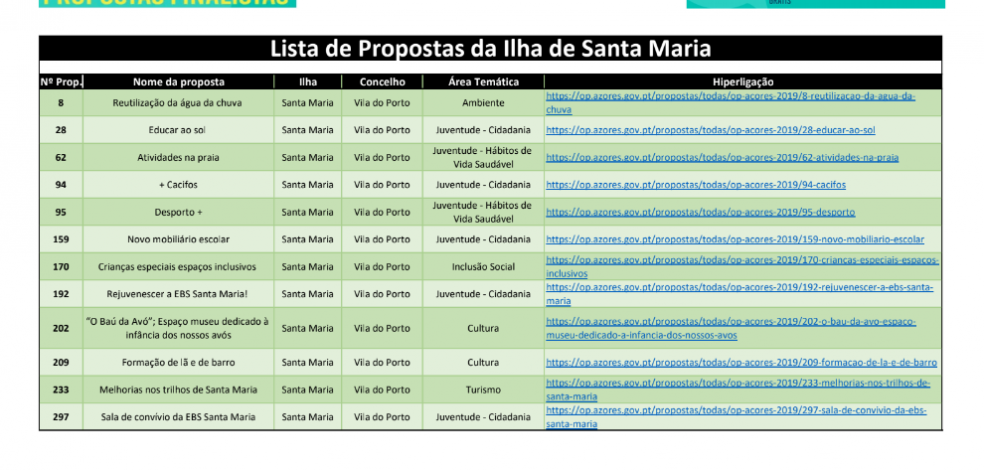 PROPOSTAS FINALISTAS
GRÁTIS
Lista de Propostas da Ilha de Santa Maria
Nº Prop. Nome da proposta Ilha Concelho Área Temática Hiperligação
8 Reutilização da água da chuva Santa Maria Vila do Porto Ambiente https://op.azores.gov.pt/propostas/todas/op-acores-2019/8-reutilizacao-da-agua-da-
chuva
28 Educar ao sol Santa Maria Vila do Porto Juventude - Cidadania https://op.azores.gov.pt/propostas/todas/op-acores-2019/28-educar-ao-sol
62 Atividades na praia Santa Maria Vila do Porto Juventude - Hábitos de
Vida Saudável https://op.azores.gov.pt/propostas/todas/op-acores-2019/62-atividades-na-praia
94 + Cacifos Santa Maria Vila do Porto Juventude - Cidadania https://op.azores.gov.pt/propostas/todas/op-acores-2019/94-cacifos
95 Desporto + Santa Maria Vila do Porto Juventude - Hábitos de
Vida Saudável https://op.azores.gov.pt/propostas/todas/op-acores-2019/95-desporto
159 Novo mobiliário escolar Santa Maria Vila do Porto Juventude - Cidadania https://op.azores.gov.pt/propostas/todas/op-acores-2019/159-novo-mobiliario-escolar
170 Crianças especiais espaços inclusivos Santa Maria Vila do Porto Inclusão Social https://op.azores.gov.pt/propostas/todas/op-acores-2019/170-criancas-especiais-espacos-
inclusivos
192 Rejuvenescer a EBS Santa Maria! Santa Maria Vila do Porto Juventude - Cidadania https://op.azores.gov.pt/propostas/todas/op-acores-2019/192-rejuvenescer-a-ebs-santa-
maria
202 “O Baú da Avó”; Espaço museu dedicado à
infância dos nossos avós Santa Maria Vila do Porto Cultura https://op.azores.gov.pt/propostas/todas/op-acores-2019/202-o-bau-da-avo-espaco-
museu-dedicado-a-infancia-dos-nossos-avos
209 Formação de lã e de barro Santa Maria Vila do Porto Cultura https://op.azores.gov.pt/propostas/todas/op-acores-2019/209-formacao-de-la-e-de-barro
233 Melhorias nos trilhos de Santa Maria Santa Maria Vila do Porto Turismo https://op.azores.gov.pt/propostas/todas/op-acores-2019/233-melhorias-nos-trilhos-de-
santa-maria
297 Sala de convívio da EBS Santa Maria Santa Maria Vila do Porto Juventude - Cidadania https://op.azores.gov.pt/propostas/todas/op-acores-2019/297-sala-de-convivio-da-ebs-
santa-maria